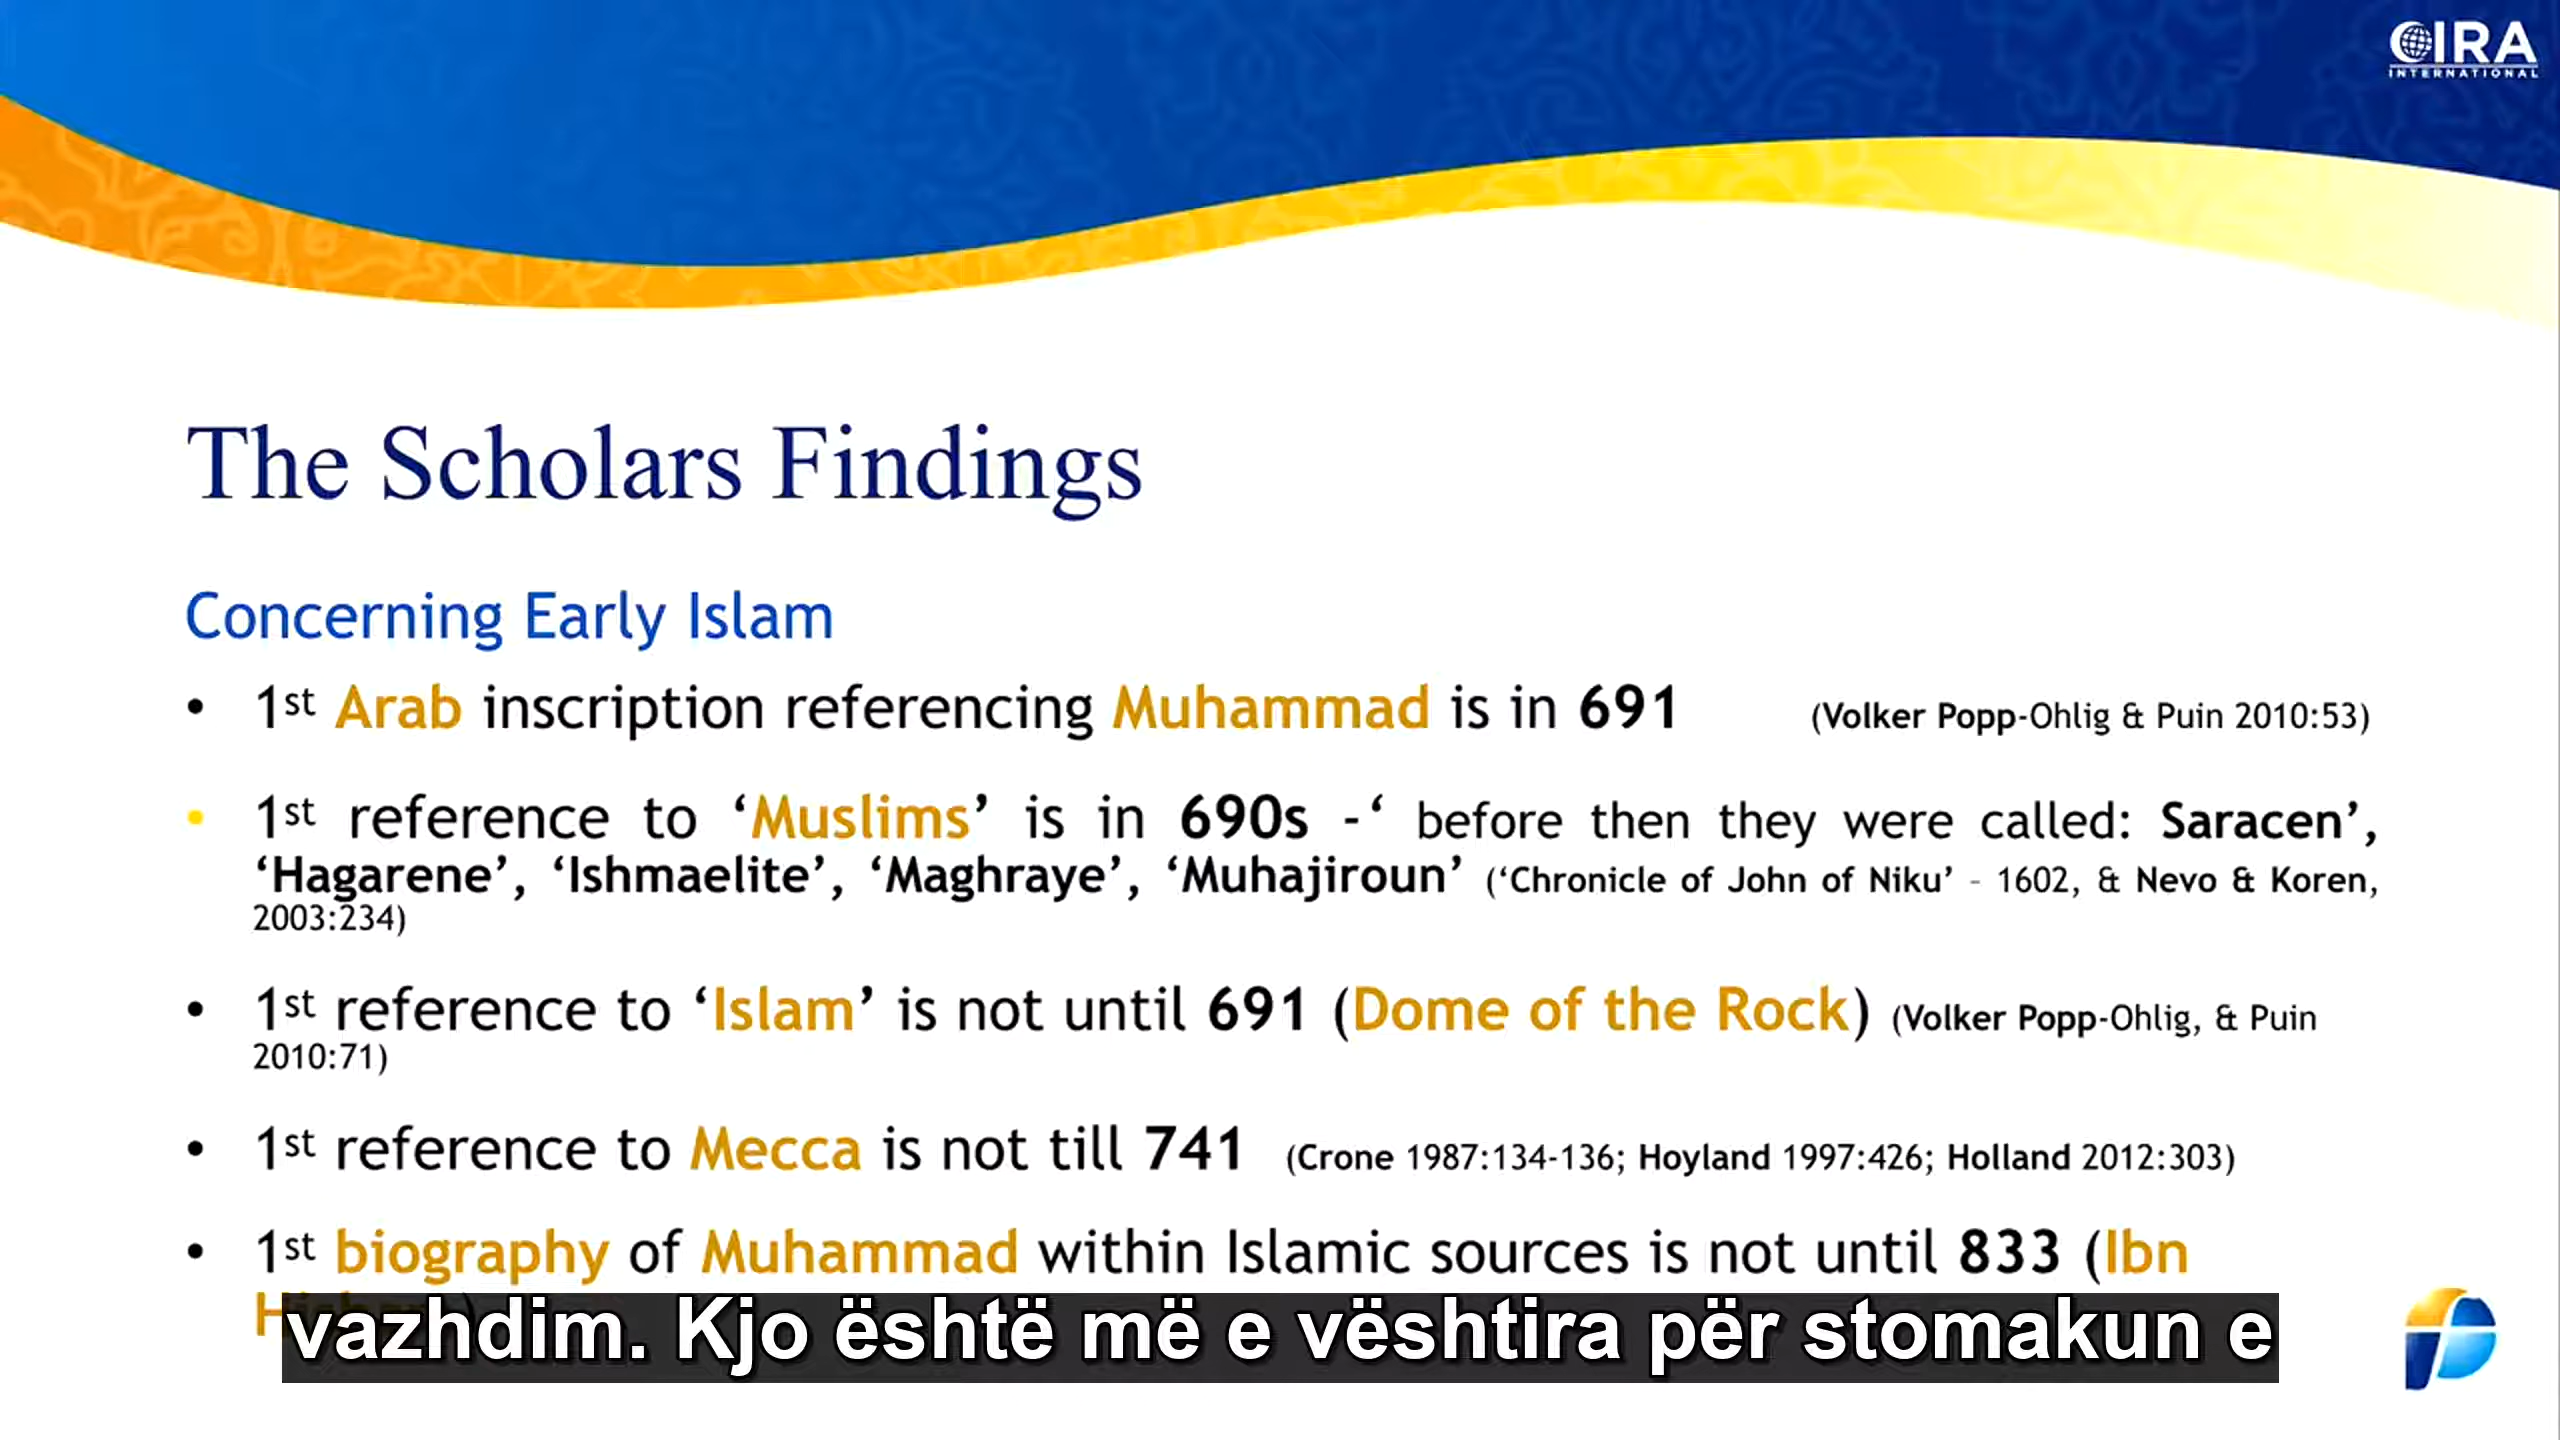 CIRA
INTERNATIONAL
The Scholars Findings
Concerning Early Islam
• 1st Arab inscription referencing Muhammad is in 691 (Volker Popp-Ohlig & Puin 2010:53)
• 1st reference to ‘Muslims’ is in 690s -‘ before then they were called: Saracen’,
‘Hagarene’, ‘Ishmaelite’, ‘Maghraye’, ‘Muhajiroun’ (‘Chronicle of John of Niku’ – 1602, & Nevo & Koren,
2003:234)
• 1st reference to ‘Islam’ is not until 691 (Dome of the Rock) (Volker Popp-Ohlig, & Puin
2010:71)
• 1st reference to Mecca is not till 741 (Crone 1987:134-136; Hoyland 1997:426; Holland 2012:303)
• 1st biography of Muhammad within Islamic sources is not until 833 (Ibn
vazhdim. Kjo është më e vështira për stomakun e